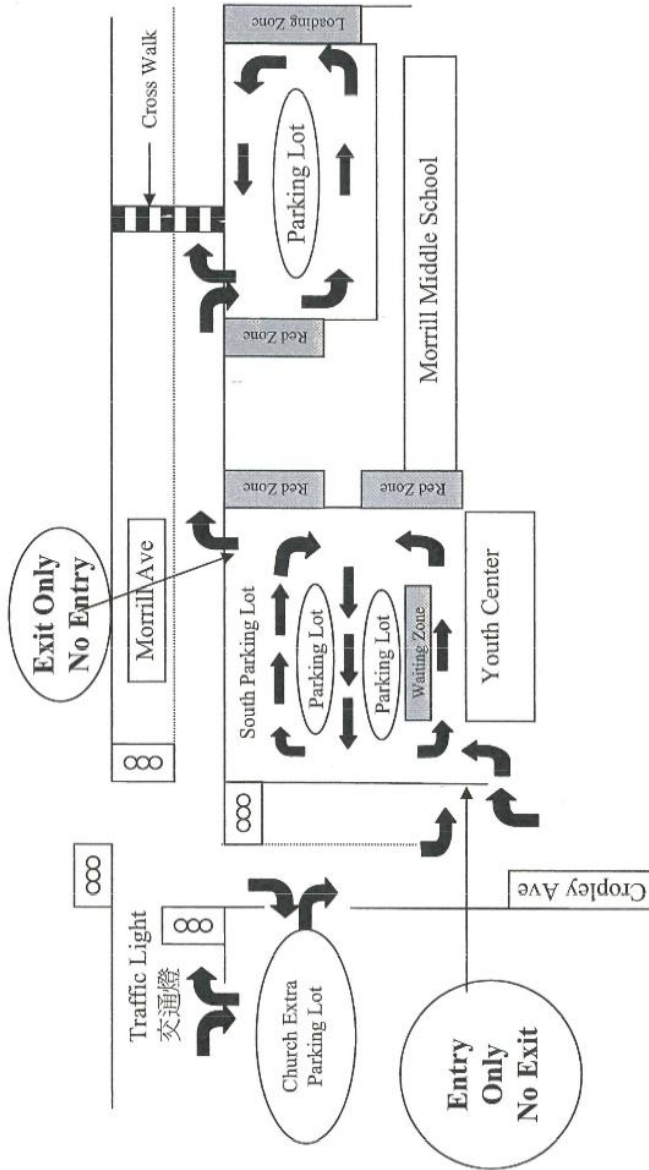 Exit Only
No Entry
Morrill Ave
Cross Walk
Loading Zone
Parking Lot
Red Zone
Morrill Middle School
Red Zone
Red Zone
South Parking Lot
Parking Lot
Parking Lot
Waiting Zone
Youth Center
Traffic Light
交通燈
Church Extra
Parking Lot
Cropley Ave
Entry
Only
No Exit